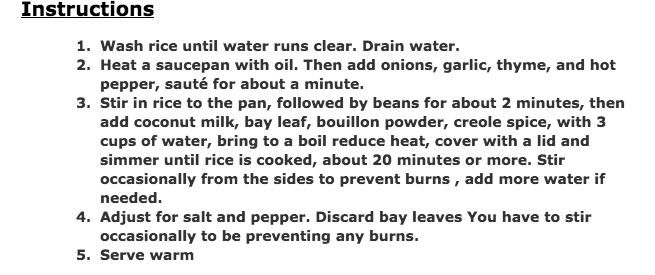 Instructions
1. Wash rice until water runs clear. Drain water.
2. Heat a saucepan with oil. Then add onions, garlic, thyme, and hot
pepper, sauté for about a minute.
3. Stir in rice to the pan, followed by beans for about 2 minutes, then
add coconut milk, bay leaf, bouillon powder, creole spice, with 3
cups of water, bring to a boil reduce heat, cover with a lid and
simmer until rice is cooked, about 20 minutes or more. Stir
occasionally from the sides to prevent burns , add more water if
needed.
4. Adjust for salt and pepper. Discard bay leaves You have to stir
occasionally to be preventing any burns.
5. Serve warm